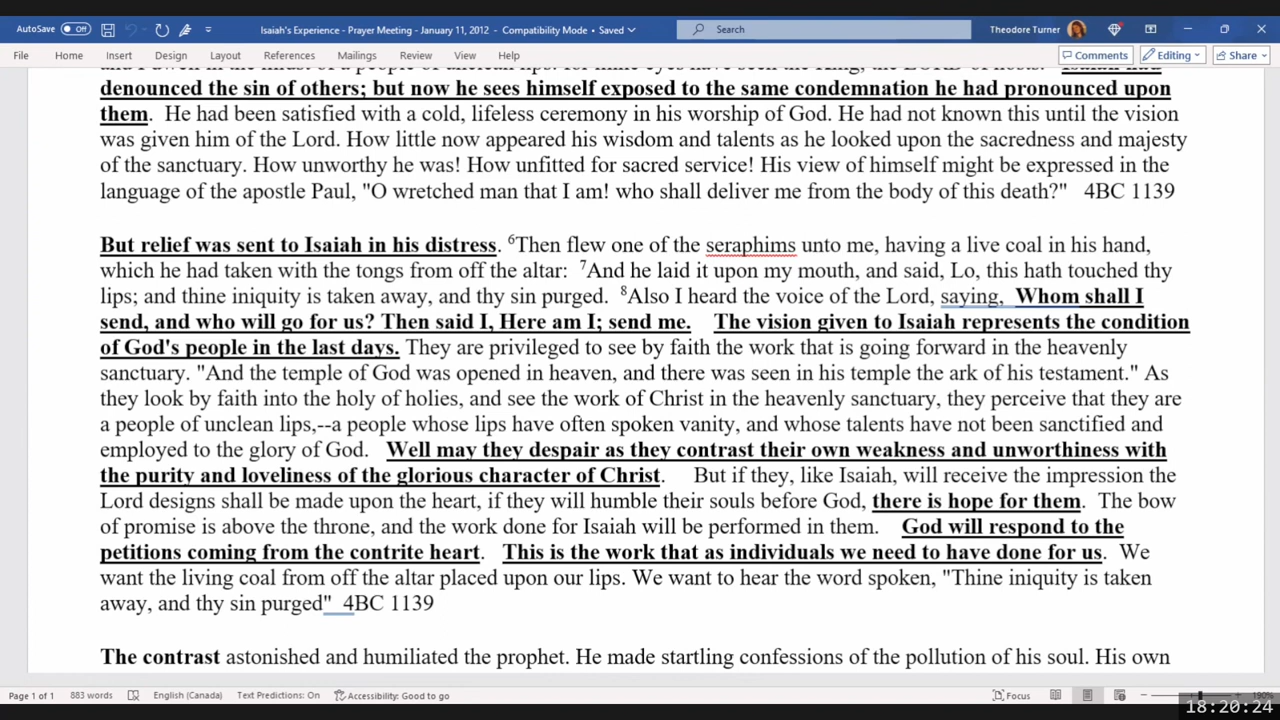 AutoSave Off Isaiah's Experience - Prayer Meeting - January 11, 2012 - Compatibility Mode • Saved Search Theodore Turner
File Home Insert Design Layout References Mailings Review View Help Comments Editing Share
denounced the sin of others; but now he sees himself exposed to the same condemnation he had pronounced upon
them. He had been satisfied with a cold, lifeless ceremony in his worship of God. He had not known this until the vision
was given him of the Lord. How little now appeared his wisdom and talents as he looked upon the sacredness and majesty
of the sanctuary. How unworthy he was! How unfitted for sacred service! His view of himself might be expressed in the
language of the apostle Paul, "O wretched man that I am! who shall deliver me from the body of this death?" 4BC 1139
But relief was sent to Isaiah in his distress. 6Then flew one of the seraphims unto me, having a live coal in his hand,
which he had taken with the tongs from off the altar: 7And he laid it upon my mouth, and said, Lo, this hath touched thy
lips; and thine iniquity is taken away, and thy sin purged. 8Also I heard the voice of the Lord, saying, Whom shall I
send, and who will go for us? Then said I, Here am I; send me. The vision given to Isaiah represents the condition
of God's people in the last days. They are privileged to see by faith the work that is going forward in the heavenly
sanctuary. "And the temple of God was opened in heaven, and there was seen in his temple the ark of his testament." As
they look by faith into the holy of holies, and see the work of Christ in the heavenly sanctuary, they perceive that they are
a people of unclean lips,--a people whose lips have often spoken vanity, and whose talents have not been sanctified and
employed to the glory of God. Well may they despair as they contrast their own weakness and unworthiness with
the purity and loveliness of the glorious character of Christ. But if they, like Isaiah, will receive the impression the
Lord designs shall be made upon the heart, if they will humble their souls before God, there is hope for them. The bow
of promise is above the throne, and the work done for Isaiah will be performed in them. God will respond to the
petitions coming from the contrite heart. This is the work that as individuals we need to have done for us. We
want the living coal from off the altar placed upon our lips. We want to hear the word spoken, "Thine iniquity is taken
away, and thy sin purged" 4BC 1139
The contrast astonished and humiliated the prophet. He made startling confessions of the pollution of his soul. His own
Page 1 of 1 883 words English (Canada) Text Predictions: On Accessibility: Good to go Focus
18:20:24